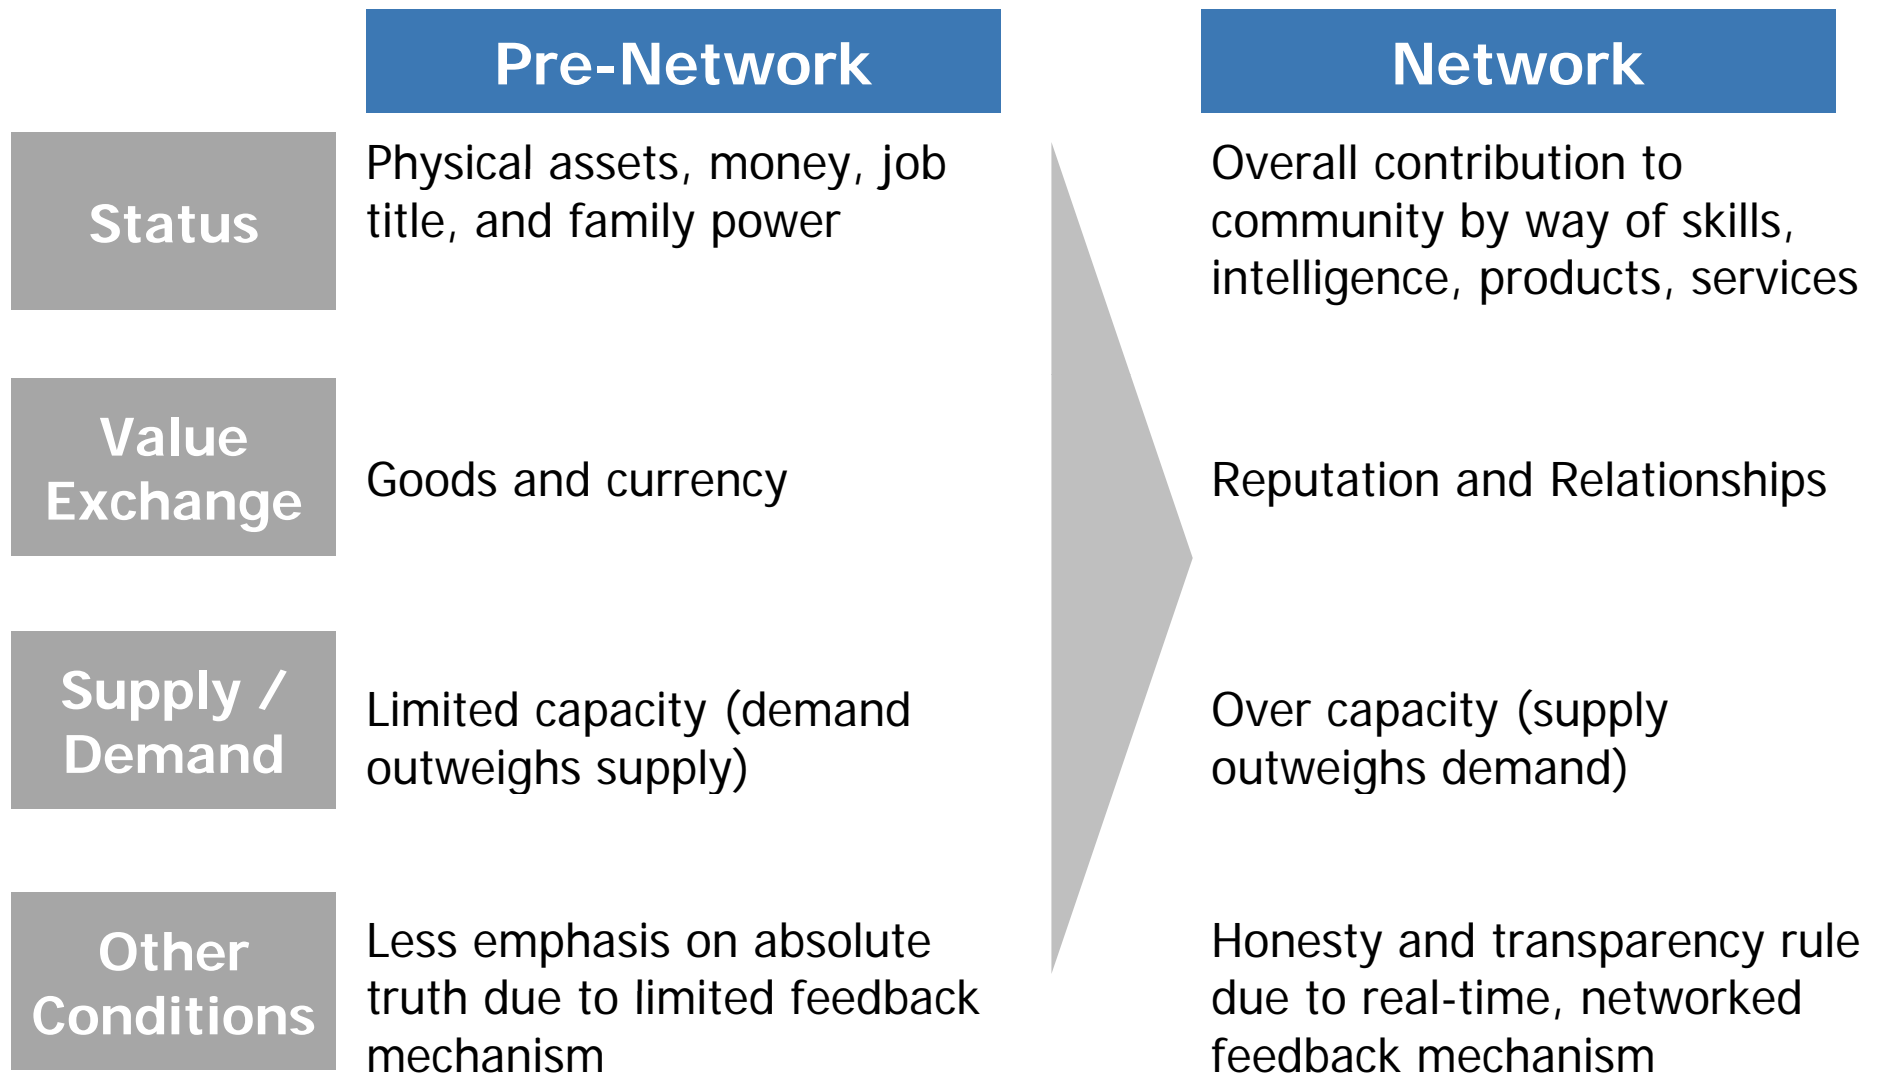 Pre-Network
Network
Status
Physical assets, money, job
title, and family power
Overall contribution to
community by way of skills,
intelligence, products, services
Value
Exchange
Goods and currency
Reputation and Relationships
Supply /
Demand
Limited capacity (demand
outweighs supply)
Over capacity (supply
outweighs demand)
Other
Conditions
Less emphasis on absolute
truth due to limited feedback
mechanism
Honesty and transparency rule
due to real-time, networked
feedback mechanism